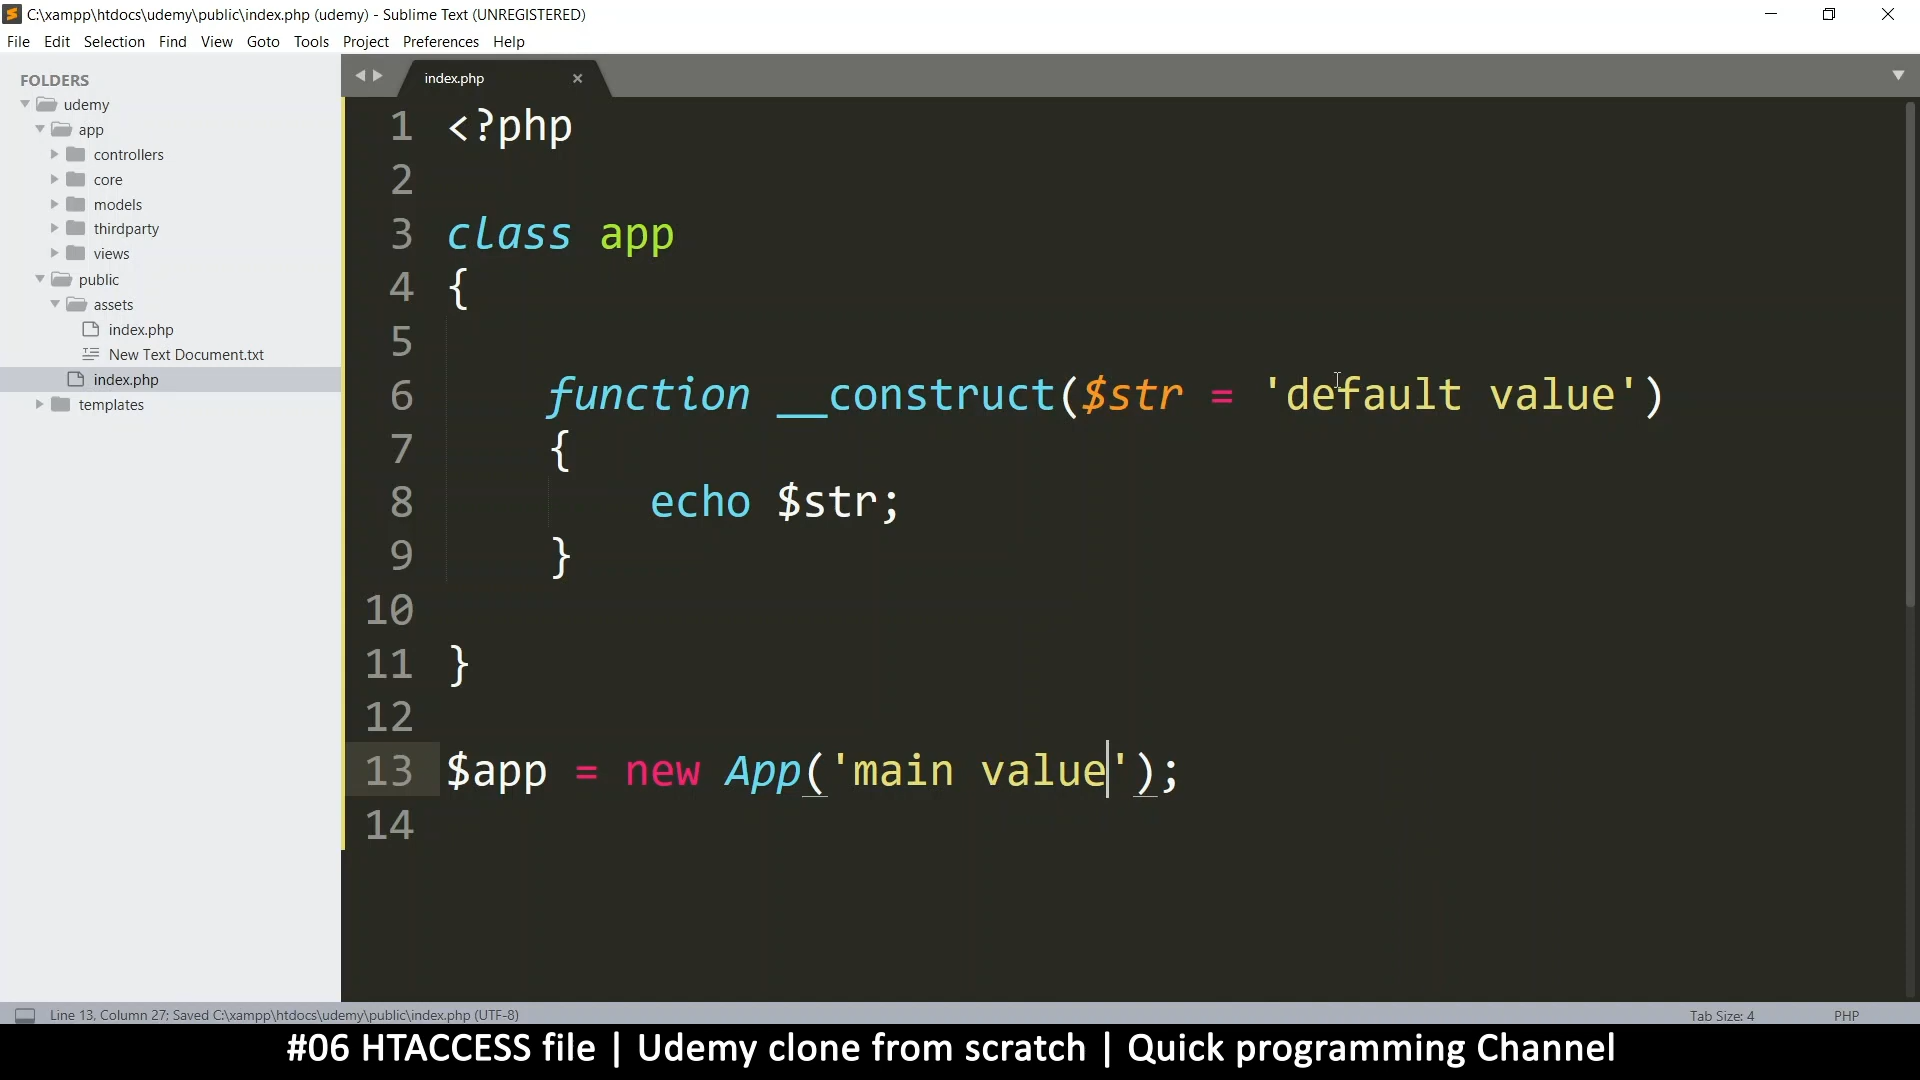 C:\xampp\htdocs\udemy\public\index.php (udemy) - Sublime Text (UNREGISTERED)
File Edit Selection Find View Goto Tools Project Preferences Help
FOLDERS
udemy
app
controllers
core
models
thirdparty
views
public
assets
index.php
New Text Document.txt
index.php
templates
index.php
1 <?php
2
3 class app
4 {
5
6 function __construct($str = 'default value')
7 {
8 echo $str;
9 }
10
11 }
12
13 $app = new App('main value');
14
Line 13, Column 27; Saved C:\xampp\htdocs\udemy\public\index.php (UTF-8) Tab Size: 4 PHP
#06 HTACCESS file | Udemy clone from scratch | Quick programming Channel